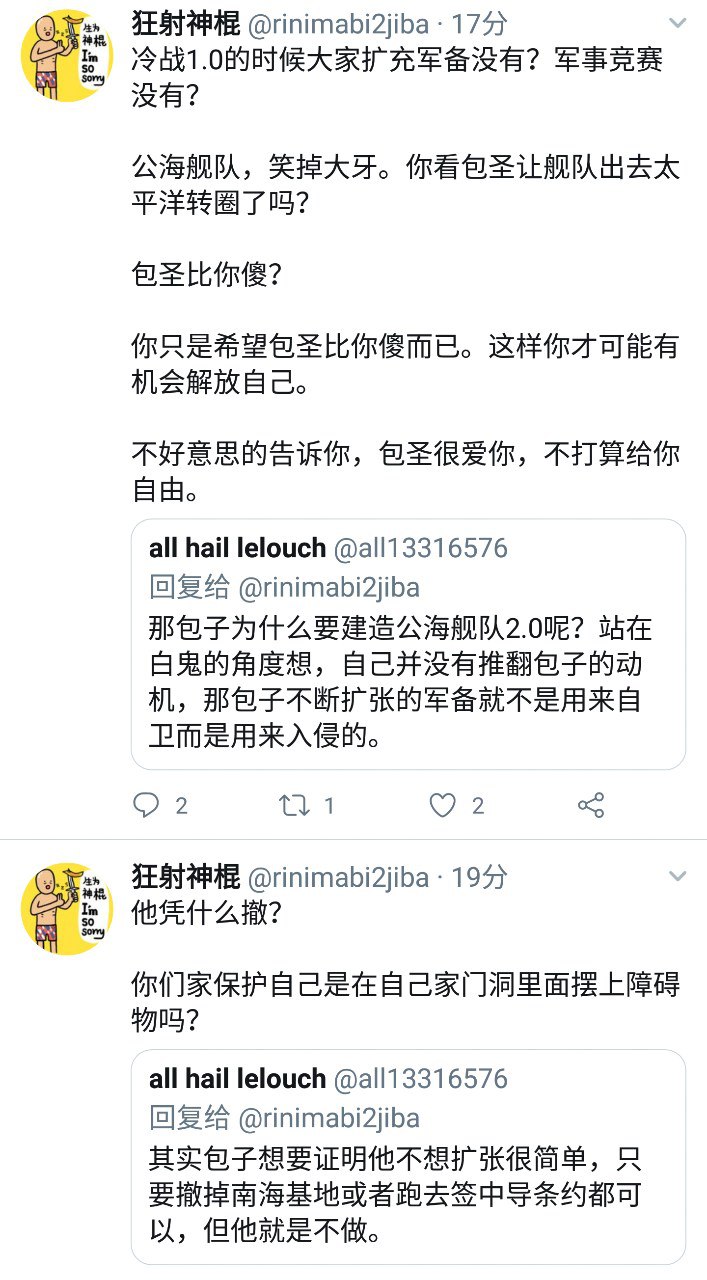 生为
神棍
I'm
so
sorry
狂射神棍 @rinimabi2jiba · 17分
冷战1.0的时候大家扩充军备没有？军事竞赛
没有？
公海舰队，笑掉大牙。你看包圣让舰队出去太
平洋转圈了吗？
包圣比你傻？
你只是希望包圣比你傻而已。这样你才可能有
机会解放自己。
不好意思的告诉你，包圣很爱你，不打算给你
自由。
all hail lelouch @all13316576
回复给 @rinimabi2jiba
那包子为什么要建造公海舰队2.0呢？站在
白鬼的角度想，自己并没有推翻包子的动
机，那包子不断扩张的军备就不是用来自
卫而是用来入侵的。
2 1 2
生为
神棍
I'm
so
sorry
狂射神棍 @rinimabi2jiba · 19分
他凭什么撤？
你们家保护自己是在自己家门洞里面摆上障碍
物吗？
all hail lelouch @all13316576
回复给 @rinimabi2jiba
其实包子想要证明他不想扩张很简单，只
要撤掉南海基地或者跑去签中导条约都可
以，但他就是不做。